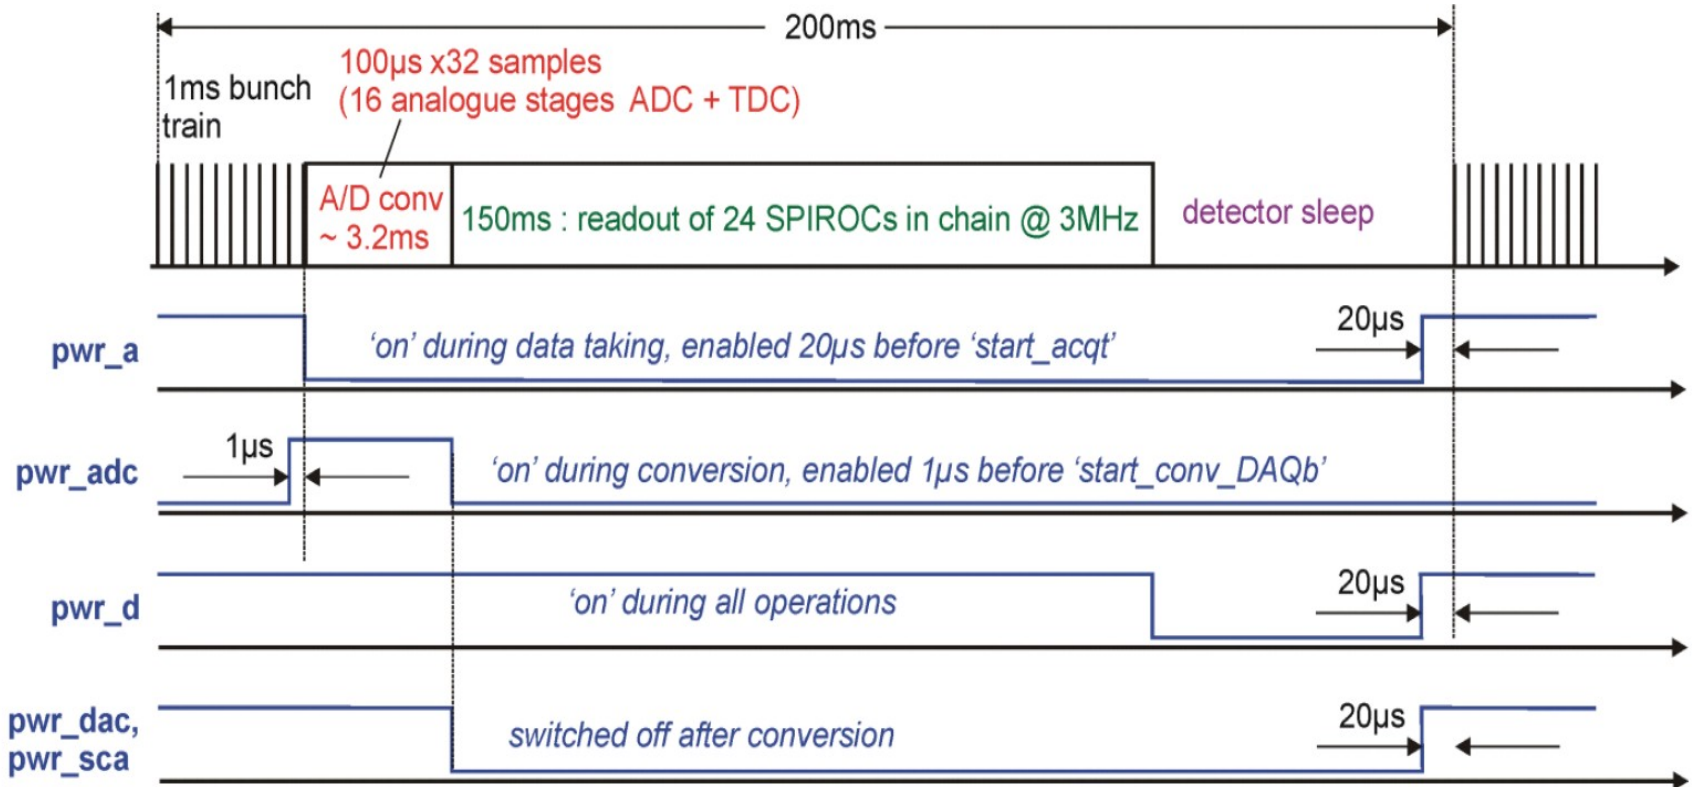 200ms
100µs x32 samples
(16 analogue stages  ADC + TDC)
1ms bunch
train
A/D conv
~ 3.2ms
150ms : readout of 24 SPIROCs in chain @ 3MHz
detector sleep
pwr_a
'on' during data taking, enabled 20µs before 'start_acqt'
20µs
pwr_adc
1µs
'on' during conversion, enabled 1µs before 'start_conv_DAQb'
pwr_d
'on' during all operations
20µs
pwr_dac,
pwr_sca
switched off after conversion
20µs